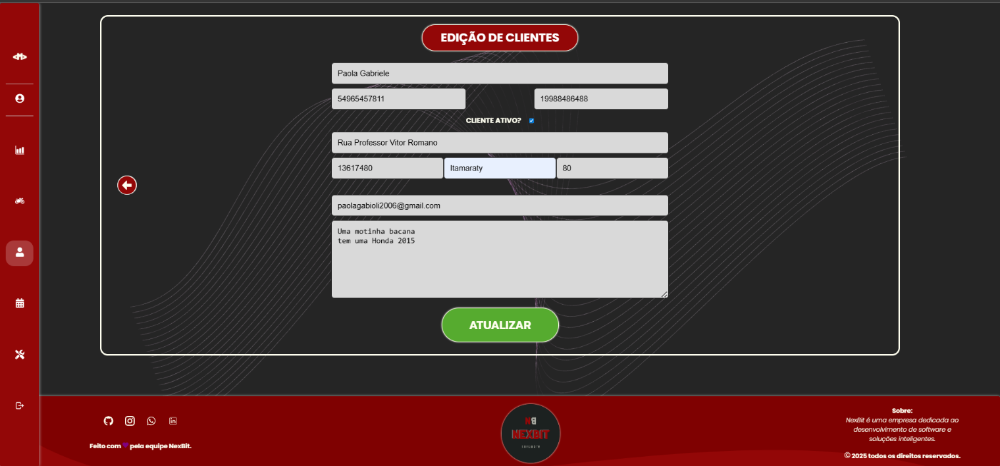 EDIÇÃO DE CLIENTES
Paola Gabriele
54965457811
19988486488
CLIENTE ATIVO?
Rua Professor Vitor Romano
13617480
Itamaraty
80
paolagabioli2006@gmail.com
Uma motinha bacana
tem uma Honda 2015
ATUALIZAR
Feito com pela equipe NexBit.
NB
NEXBIT
SOFTWARE
Sobre:
NexBit é uma empresa dedicada ao
desenvolvimento de software e
soluções inteligentes.
© 2025 todos os direitos reservados.